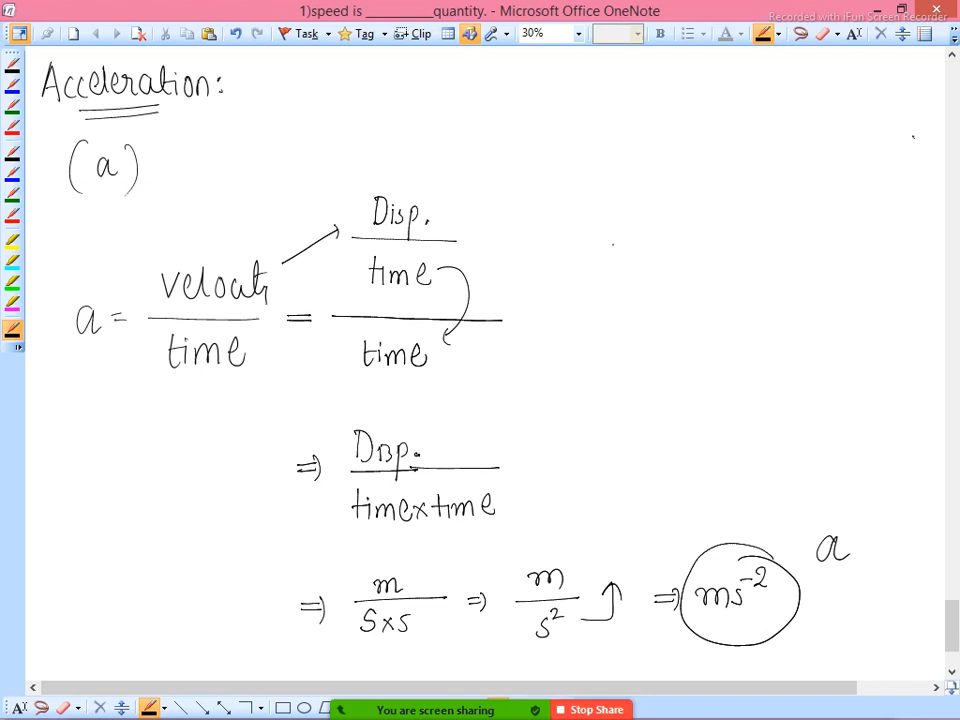 1)speed is __________quantity. - Microsoft Office OneNote
Recorded with iFun Screen Recorder
Task Tag Clip 30% B A
Acceleration:
(a)
a = velocity/time = Disp./time / time
⇒ Disp./time×time
⇒ m/s×s ⇒ m/s² ⇒ ms⁻² a
You are screen sharing Stop Share